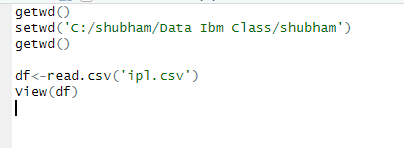 getwd()
setwd('C:/shubham/Data Ibm Class/shubham')
getwd()
df<-read.csv('ipl.csv')
View(df)